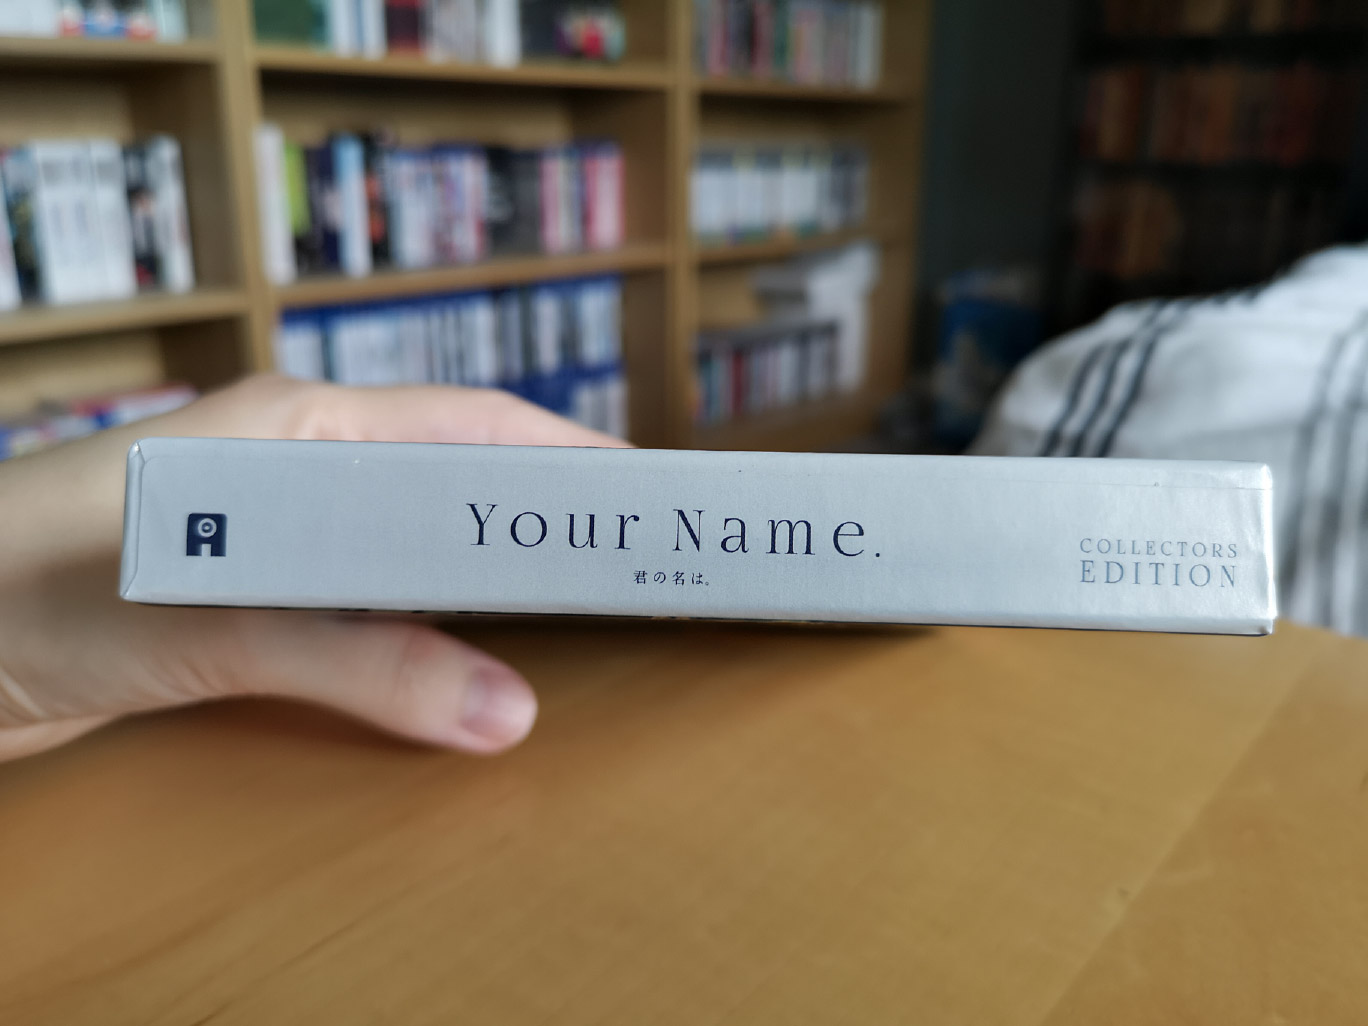 Your Name.
君の名は。
COLLECTORS
EDITION